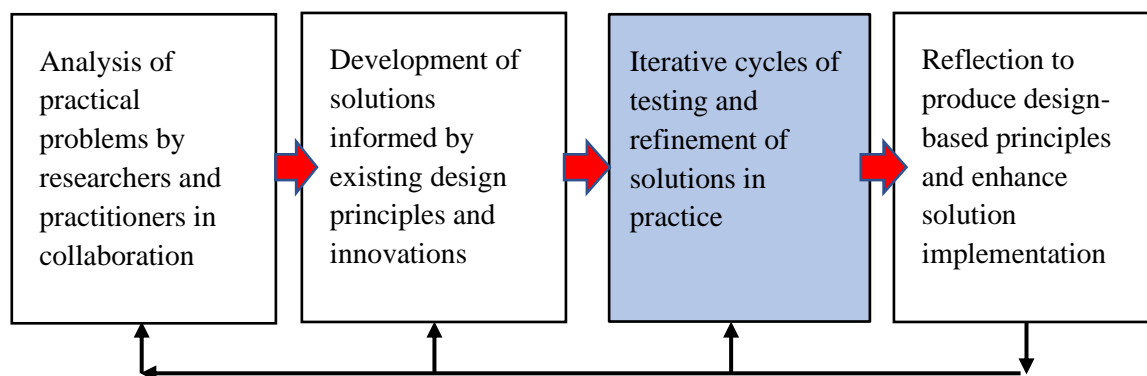 Analysis of
practical
problems by
researchers and
practitioners in
collaboration
Development of
solutions
informed by
existing design
principles and
innovations
Iterative cycles of
testing and
refinement of
solutions in
practice
Reflection to
produce design-
based principles
and enhance
solution
implementation